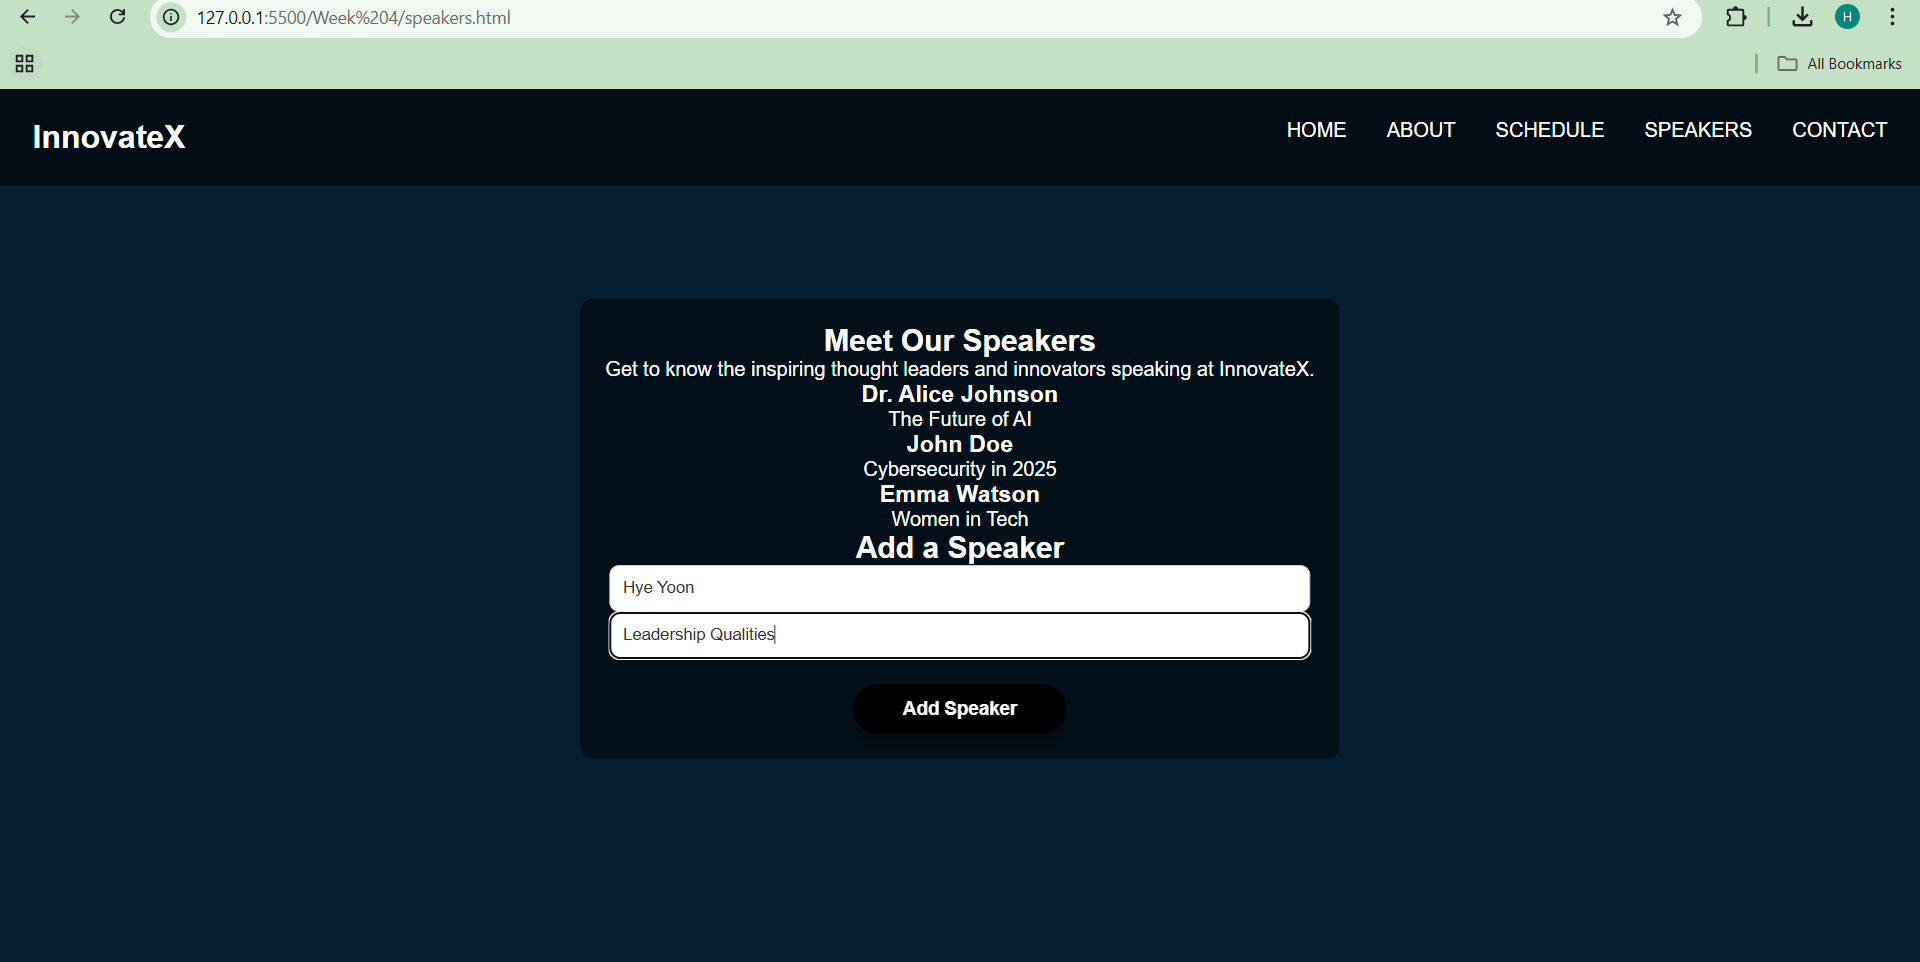 127.0.0.1:5500/Week%204/speakers.html
H
All Bookmarks
InnovateX
HOME ABOUT SCHEDULE SPEAKERS CONTACT
Meet Our Speakers
Get to know the inspiring thought leaders and innovators speaking at InnovateX.
Dr. Alice Johnson
The Future of AI
John Doe
Cybersecurity in 2025
Emma Watson
Women in Tech
Add a Speaker
Hye Yoon
Leadership Qualities
Add Speaker